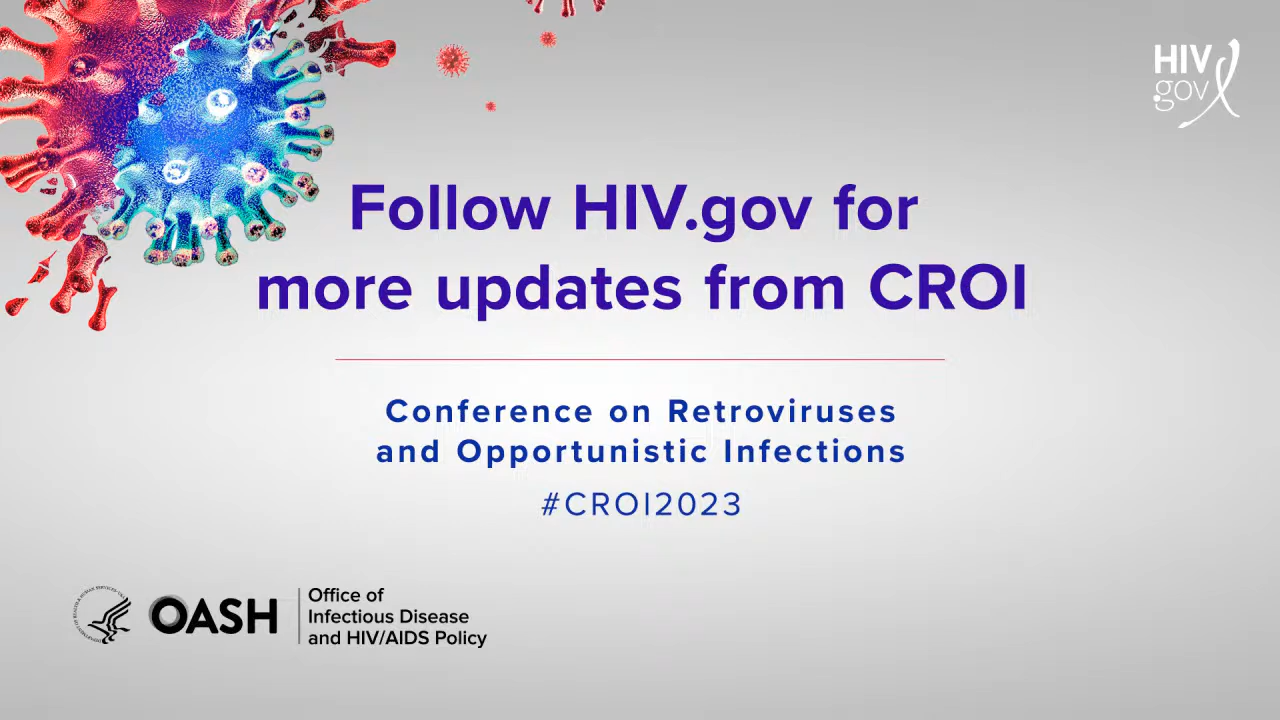 HIV
gov
Follow HIV.gov for
more updates from CROI
Conference on Retroviruses
and Opportunistic Infections
#CROI2023
OASH
Office of
Infectious Disease
and HIV/AIDS Policy